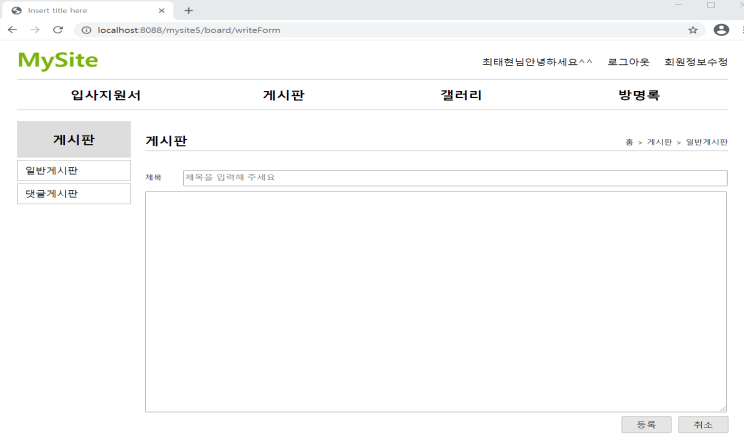 Insert title here
localhost:8088/mysite5/board/writeForm
MySite
최태현님안녕하세요^^ 로그아웃 회원정보수정
입사지원서 게시판 갤러리 방명록
게시판
일반게시판
댓글게시판
게시판
홈 > 게시판 > 일반게시판
제목 제목을 입력해 주세요
등록 취소